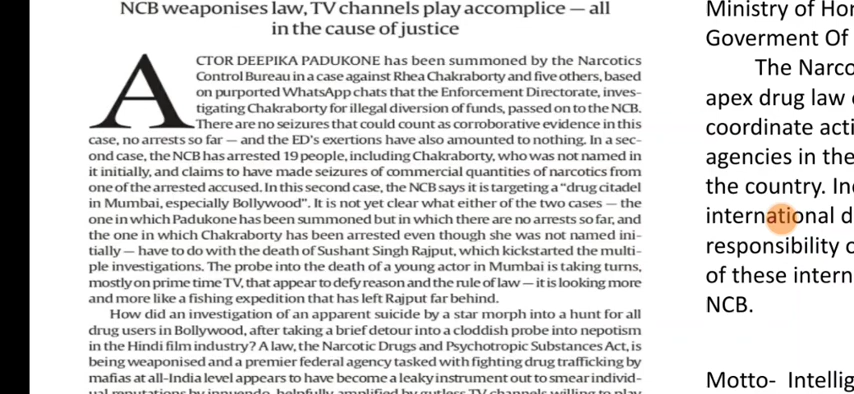 NCB weaponises law, TV channels play accomplice — all
in the cause of justice
ACTOR DEEPIKA PADUKONE has been summoned by the Narcotics
Control Bureau in a case against Rhea Chakraborty and five others, based
on purported WhatsApp chats that the Enforcement Directorate, inves-
tigating Chakraborty for illegal diversion of funds, passed on to the NCB.
There are no seizures that could count as corroborative evidence in this
case, no arrests so far — and the ED's exertions have also amounted to nothing. In a sec-
ond case, the NCB has arrested 19 people, including Chakraborty, who was not named in
it initially, and claims to have made seizures of commercial quantities of narcotics from
one of the arrested accused. In this second case, the NCB says it is targeting a "drug citadel
in Mumbai, especially Bollywood". It is not yet clear what either of the two cases — the
one in which Padukone has been summoned but in which there are no arrests so far, and
the one in which Chakraborty has been arrested even though she was not named ini-
tially — have to do with the death of Sushant Singh Rajput, which kickstarted the multi-
ple investigations. The probe into the death of a young actor in Mumbai is taking turns,
mostly on prime time TV, that appear to defy reason and the rule of law — it is looking more
and more like a fishing expedition that has left Rajput far behind.
How did an investigation of an apparent suicide by a star morph into a hunt for all
drug users in Bollywood, after taking a brief detour into a cloddish probe into nepotism
in the Hindi film industry? A law, the Narcotic Drugs and Psychotropic Substances Act, is
being weaponised and a premier federal agency tasked with fighting drug trafficking by
mafias at all-India level appears to have become a leaky instrument out to smear individ-
ual reputations by innuendo, helpfully amplified by gutless TV channels willing to play
Ministry of Hor
Goverment Of
The Narco
apex drug law
coordinate acti
agencies in the
the country. In
international d
responsibility o
of these intern
NCB.
Motto- Intellig